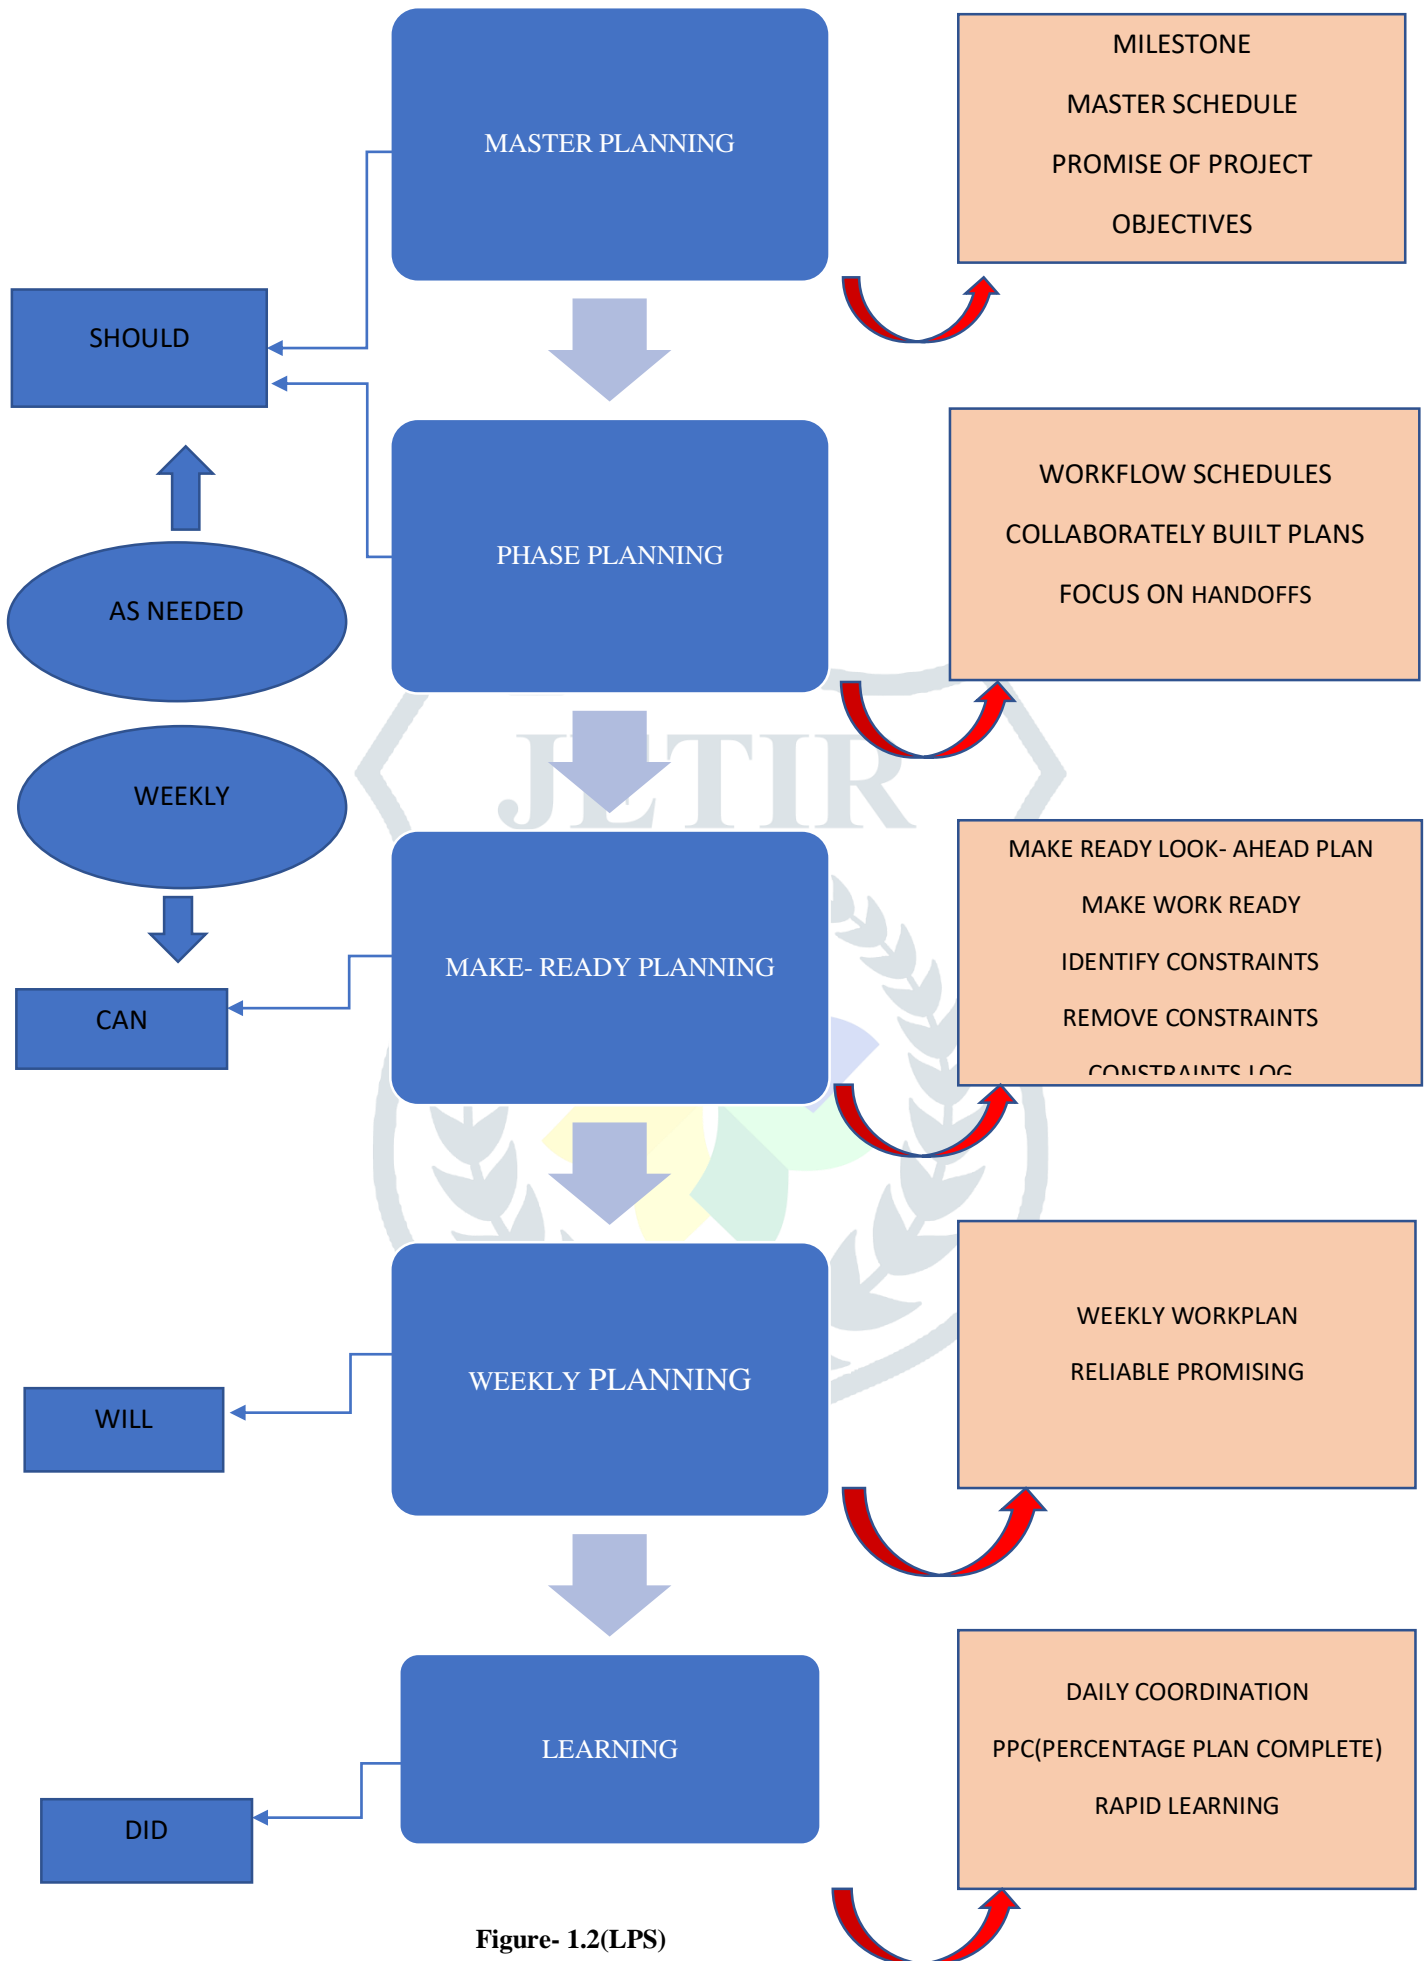 MASTER PLANNING
MILESTONE
MASTER SCHEDULE
PROMISE OF PROJECT
OBJECTIVES
SHOULD
PHASE PLANNING
WORKFLOW SCHEDULES
COLLABORATELY BUILT PLANS
FOCUS ON HANDOFFS
AS NEEDED
WEEKLY
JETIR
MAKE- READY PLANNING
MAKE READY LOOK- AHEAD PLAN
MAKE WORK READY
IDENTIFY CONSTRAINTS
REMOVE CONSTRAINTS
CONSTRAINTS LOG
CAN
WEEKLY PLANNING
WEEKLY WORKPLAN
RELIABLE PROMISING
WILL
LEARNING
DAILY COORDINATION
PPC(PERCENTAGE PLAN COMPLETE)
RAPID LEARNING
DID
Figure- 1.2(LPS)